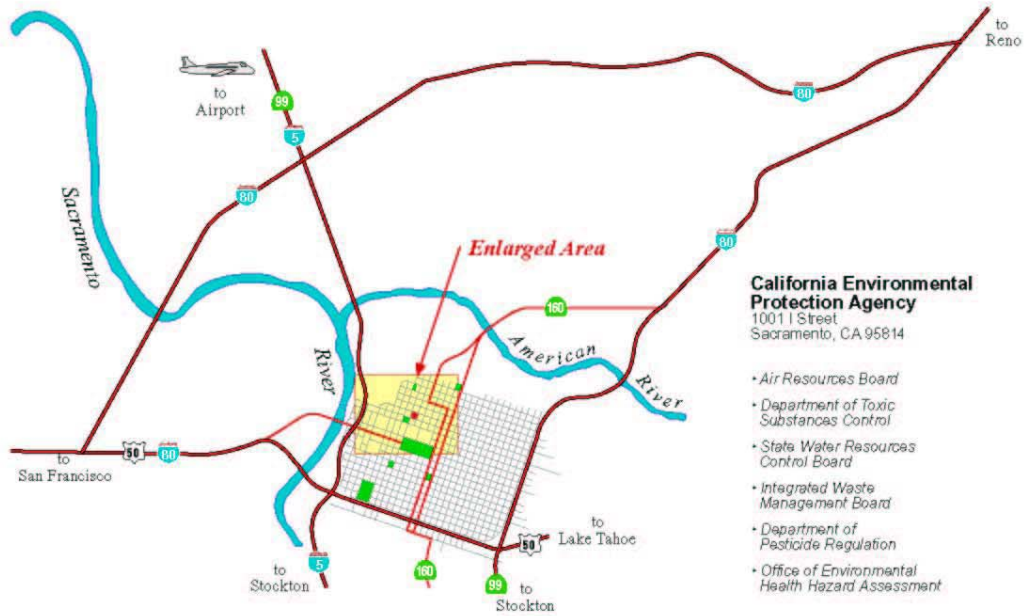 to
Reno
to
Airport
99
5
80
80
80
Sacramento
Enlarged Area
160
American
River
River
California Environmental
Protection Agency
1001 I Street
Sacramento, CA 95814
• Air Resources Board
• Department of Toxic
Substances Control
• State Water Resources
Control Board
• Integrated Waste
Management Board
• Department of
Pesticide Regulation
• Office of Environmental
Health Hazard Assessment
50
80
to
San Francisco
to
Lake Tahoe
50
5
to
Stockton
160
99
to
Stockton